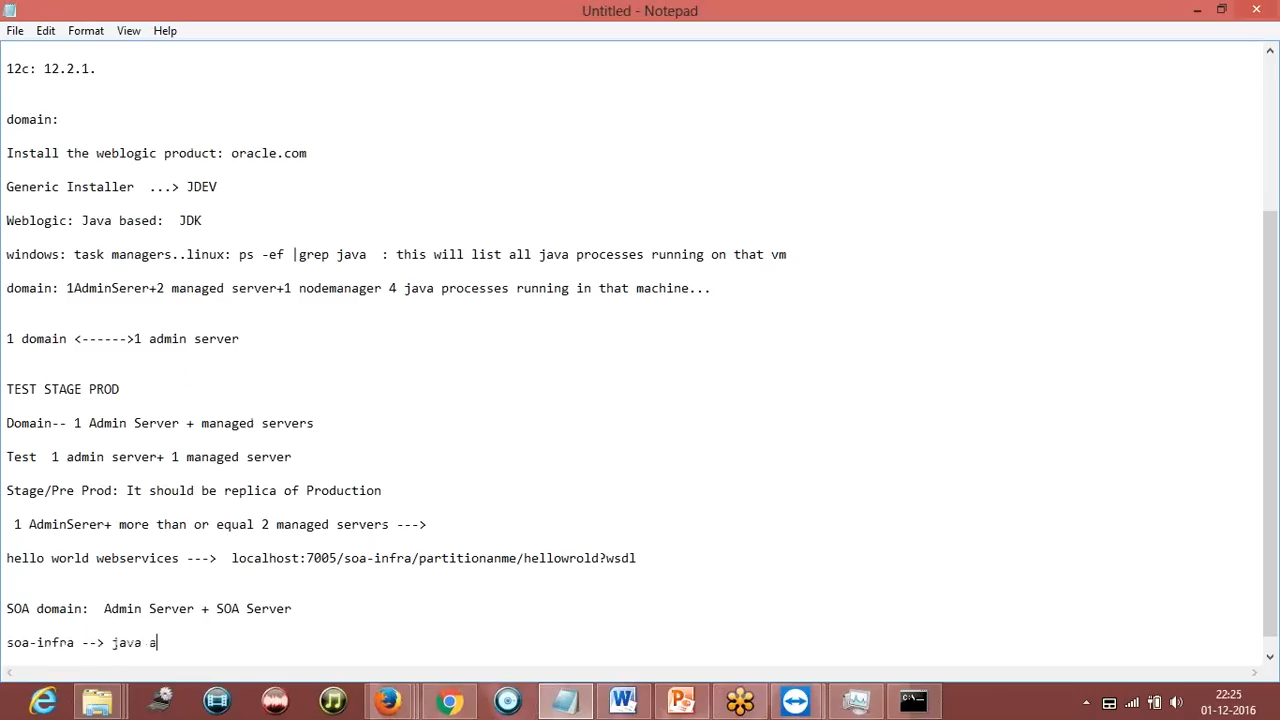 Untitled - Notepad
File Edit Format View Help
12c: 12.2.1.
domain:
Install the weblogic product: oracle.com
Generic Installer ...> JDEV
Weblogic: Java based: JDK
windows: task managers..linux: ps -ef |grep java : this will list all java processes running on that vm
domain: 1AdminSerer+2 managed server+1 nodemanager 4 java processes running in that machine...
1 domain <------>1 admin server
TEST STAGE PROD
Domain-- 1 Admin Server + managed servers
Test 1 admin server+ 1 managed server
Stage/Pre Prod: It should be replica of Production
1 AdminSerer+ more than or equal 2 managed servers --->
hello world webservices ---> localhost:7005/soa-infra/partitionanme/hellowrold?wsdl
SOA domain: Admin Server + SOA Server
soa-infra --> java a
22:25
01-12-2016